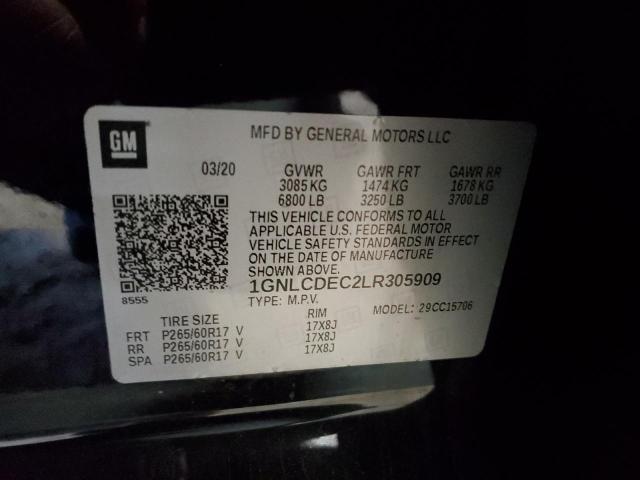 GM
MFD BY GENERAL MOTORS LLC
03/20 GVWR GAWR FRT GAWR RR
3085 KG 1474 KG 1678 KG
6800 LB 3250 LB 3700 LB
THIS VEHICLE CONFORMS TO ALL
APPLICABLE U.S. FEDERAL MOTOR
VEHICLE SAFETY STANDARDS IN EFFECT
ON THE DATE OF MANUFACTURE
SHOWN ABOVE.
8555
1GNLCDEC2LR305909
TYPE: M.P.V. MODEL: 29CC15706
TIRE SIZE RIM
FRT P265/60R17 V 17X8J
RR P265/60R17 V 17X8J
SPA P265/60R17 V 17X8J